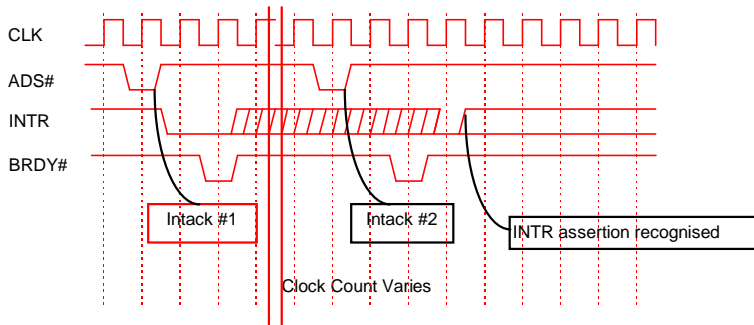 CLK
ADS#
INTR
BRDY#
Intack #1
Intack #2
INTR assertion recognised
Clock Count Varies